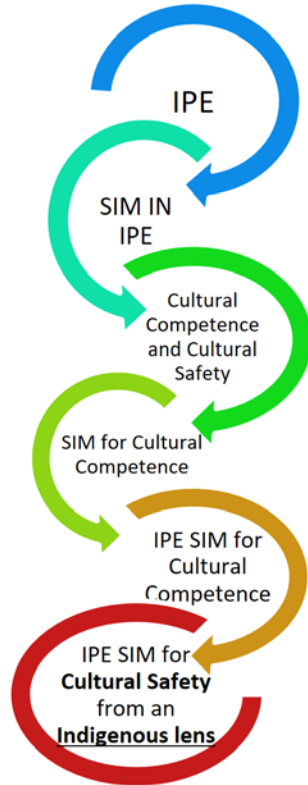 IPE
SIM IN
IPE
Cultural
Competence
and Cultural
Safety
SIM for Cultural
Competence
IPE SIM for
Cultural
Competence
IPE SIM for
Cultural Safety
from an
Indigenous lens